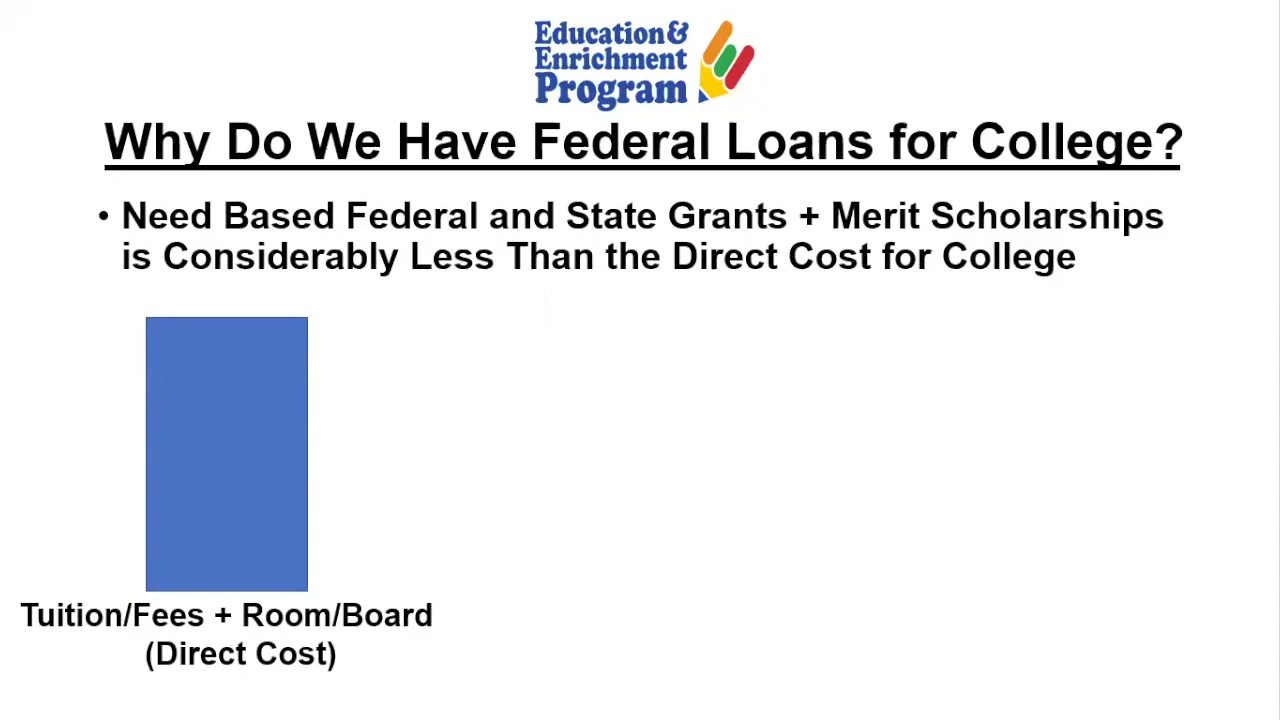 Education&
Enrichment
Program
Why Do We Have Federal Loans for College?
• Need Based Federal and State Grants + Merit Scholarships
is Considerably Less Than the Direct Cost for College
Tuition/Fees + Room/Board
(Direct Cost)